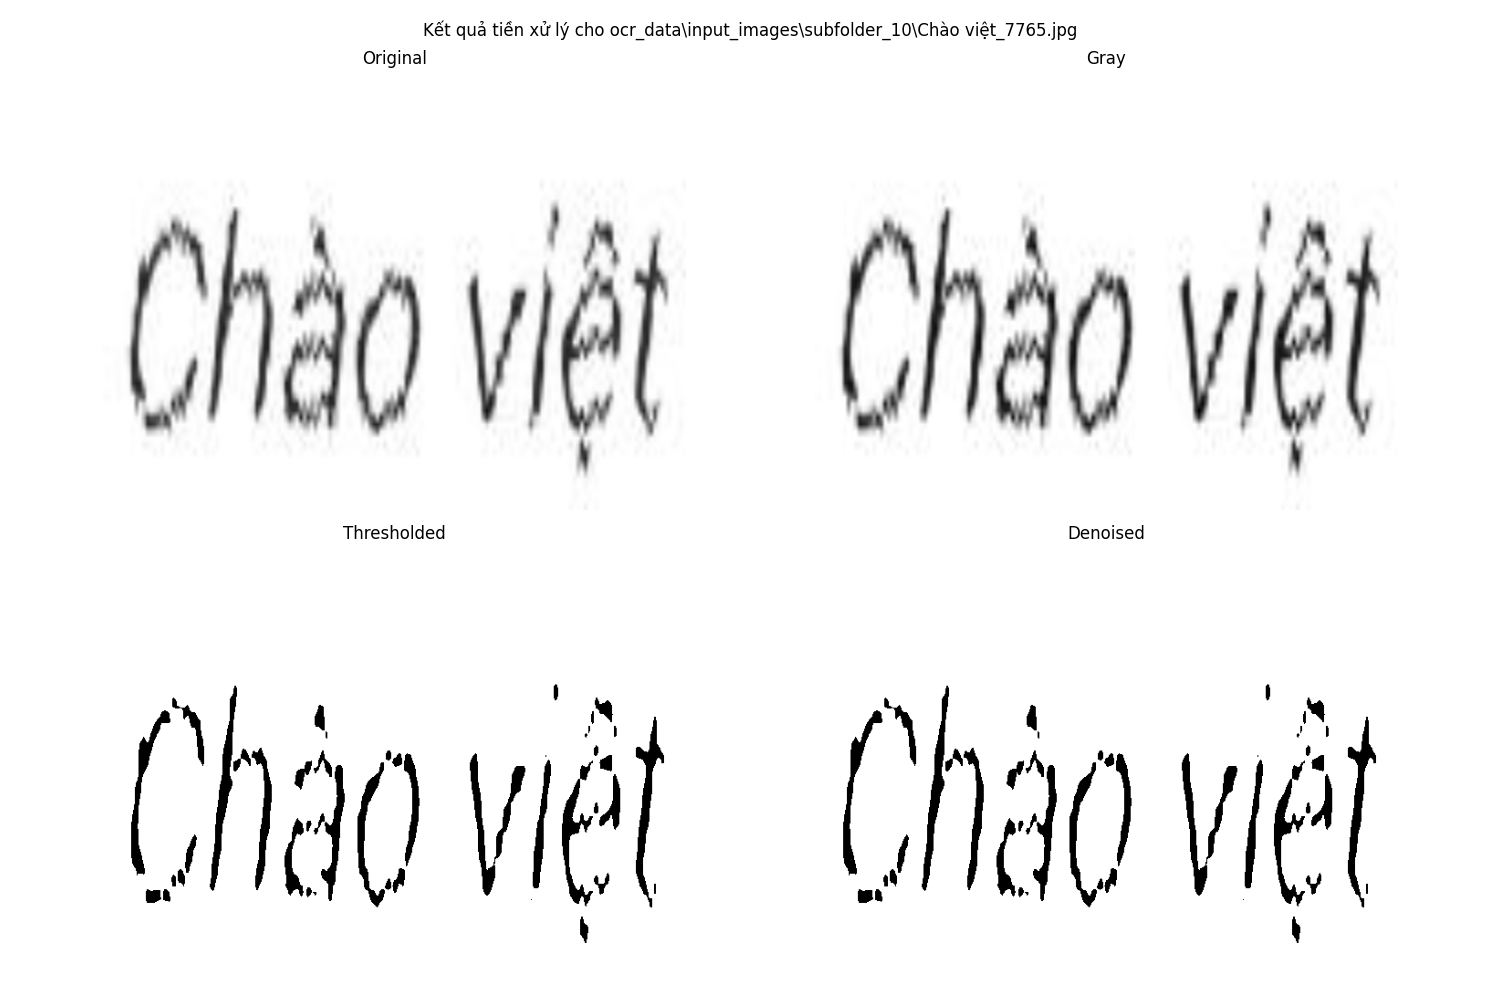 Kết quả tiền xử lý cho ocr_data\input_images\subfolder_10\Chào việt_7765.jpg
Original
Gray
Chào việt
Chào việt
Thresholded
Denoised
Chào việt
Chào việt